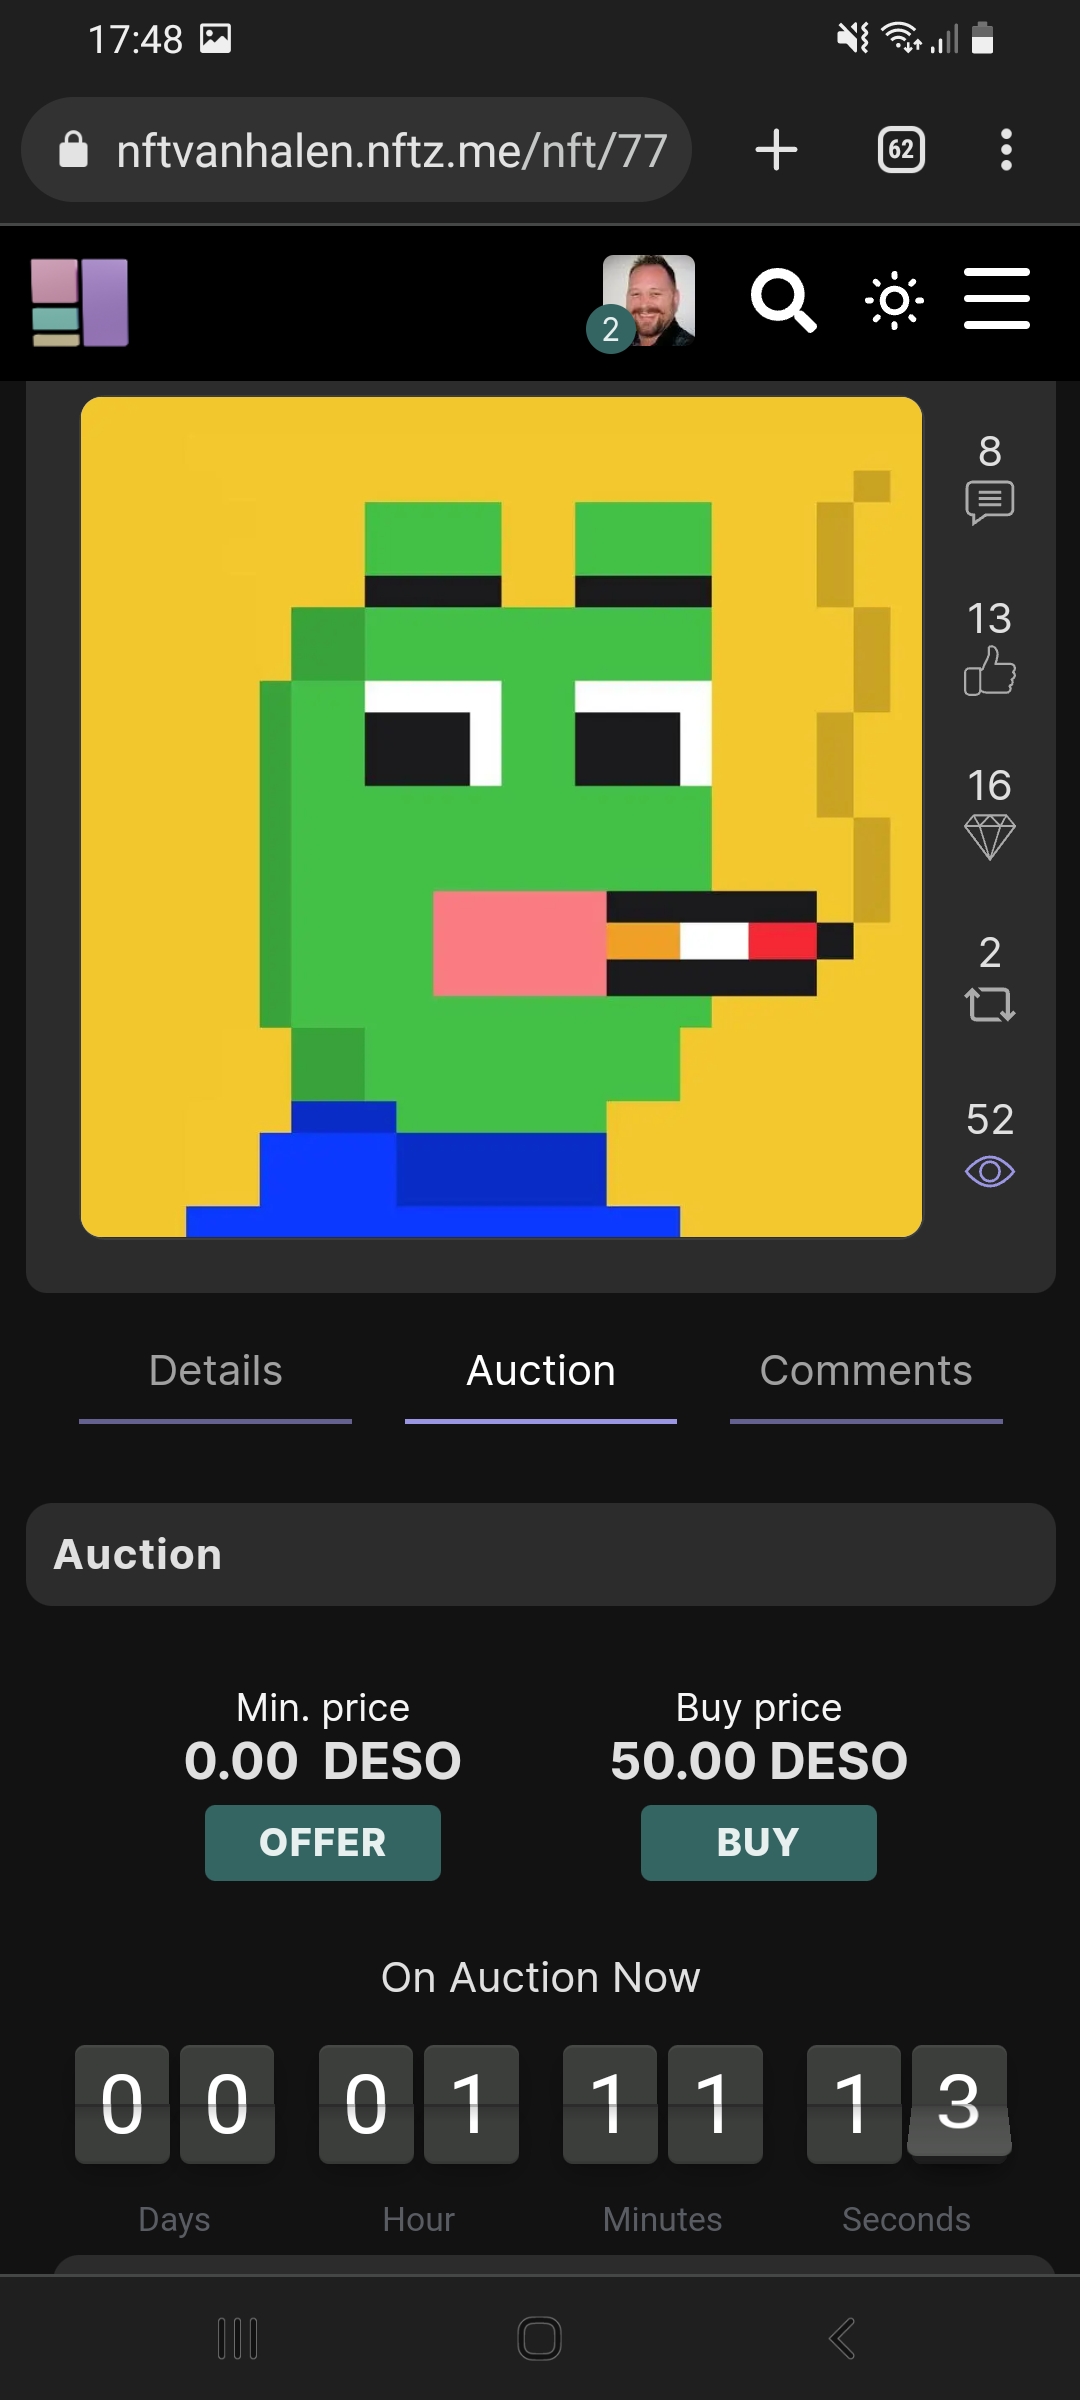 17:48
nftvanhalen.nftz.me/nft/77
62
2
8
13
16
2
52
Details Auction Comments
Auction
Min. price Buy price
0.00 DESO 50.00 DESO
OFFER BUY
On Auction Now
0 0 0 1 1 1 1 3
Days Hour Minutes Seconds